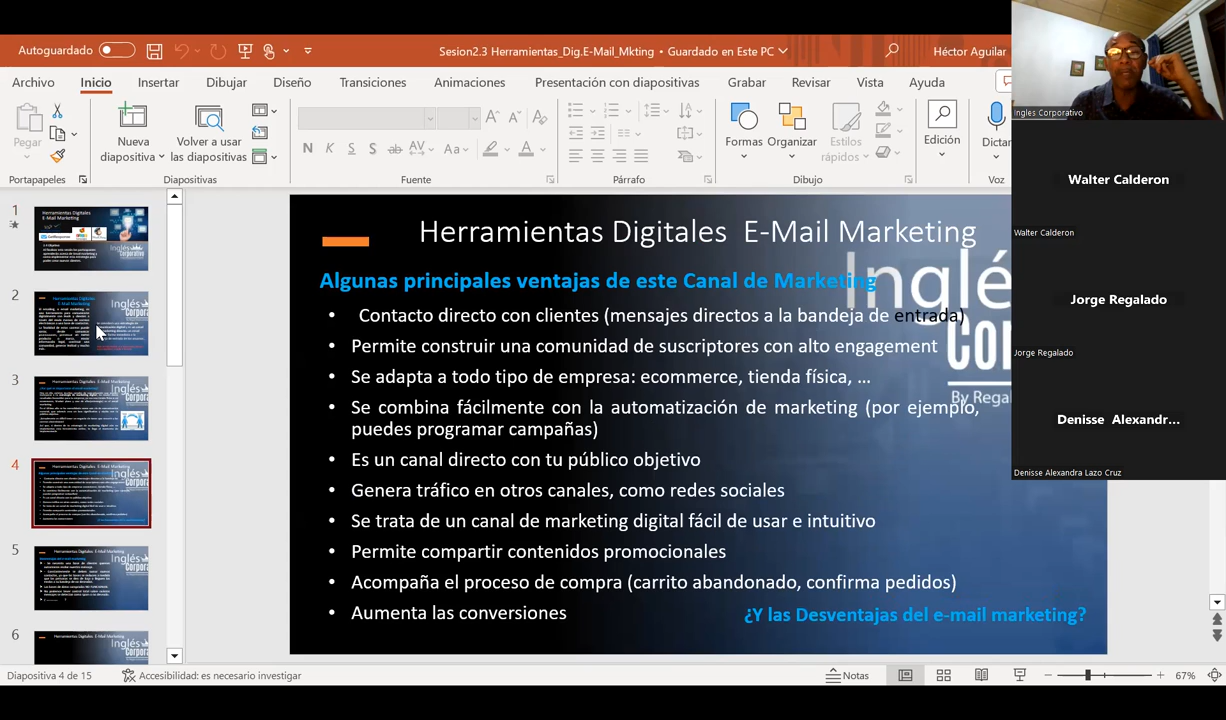 Autoguardado
Sesion2.3 Herramientas_Dig.E-Mail_Mkting • Guardado en Este PC
Héctor Aguilar
Archivo Inicio Insertar Dibujar Diseño Transiciones Animaciones Presentación con diapositivas Grabar Revisar Vista Ayuda
Pegar
Nueva diapositiva
Volver a usar las diapositivas
Formas
Organizar
Estilos rápidos
Edición
Dictar
Portapapeles
Diapositivas
Fuente
Párrafo
Dibujo
Voz
Ingles Corporativo
Walter Calderon
Walter Calderon
Jorge Regalado
Jorge Regalado
Denisse Alexandr...
Denisse Alexandra Lazo Cruz
1
2
3
4
5
6
Herramientas Digitales E-Mail Marketing
Algunas principales ventajas de este Canal de Marketing
• Contacto directo con clientes (mensajes directos a la bandeja de entrada)
• Permite construir una comunidad de suscriptores con alto engagement
• Se adapta a todo tipo de empresa: ecommerce, tienda física, ...
• Se combina fácilmente con la automatización de marketing (por ejemplo,
puedes programar campañas)
• Es un canal directo con tu público objetivo
• Genera tráfico en otros canales, como redes sociales
• Se trata de un canal de marketing digital fácil de usar e intuitivo
• Permite compartir contenidos promocionales
• Acompaña el proceso de compra (carrito abandonado, confirma pedidos)
• Aumenta las conversiones
¿Y las Desventajas del e-mail marketing?
By Rega
Diapositiva 4 de 15
Accesibilidad: es necesario investigar
Notas
67%